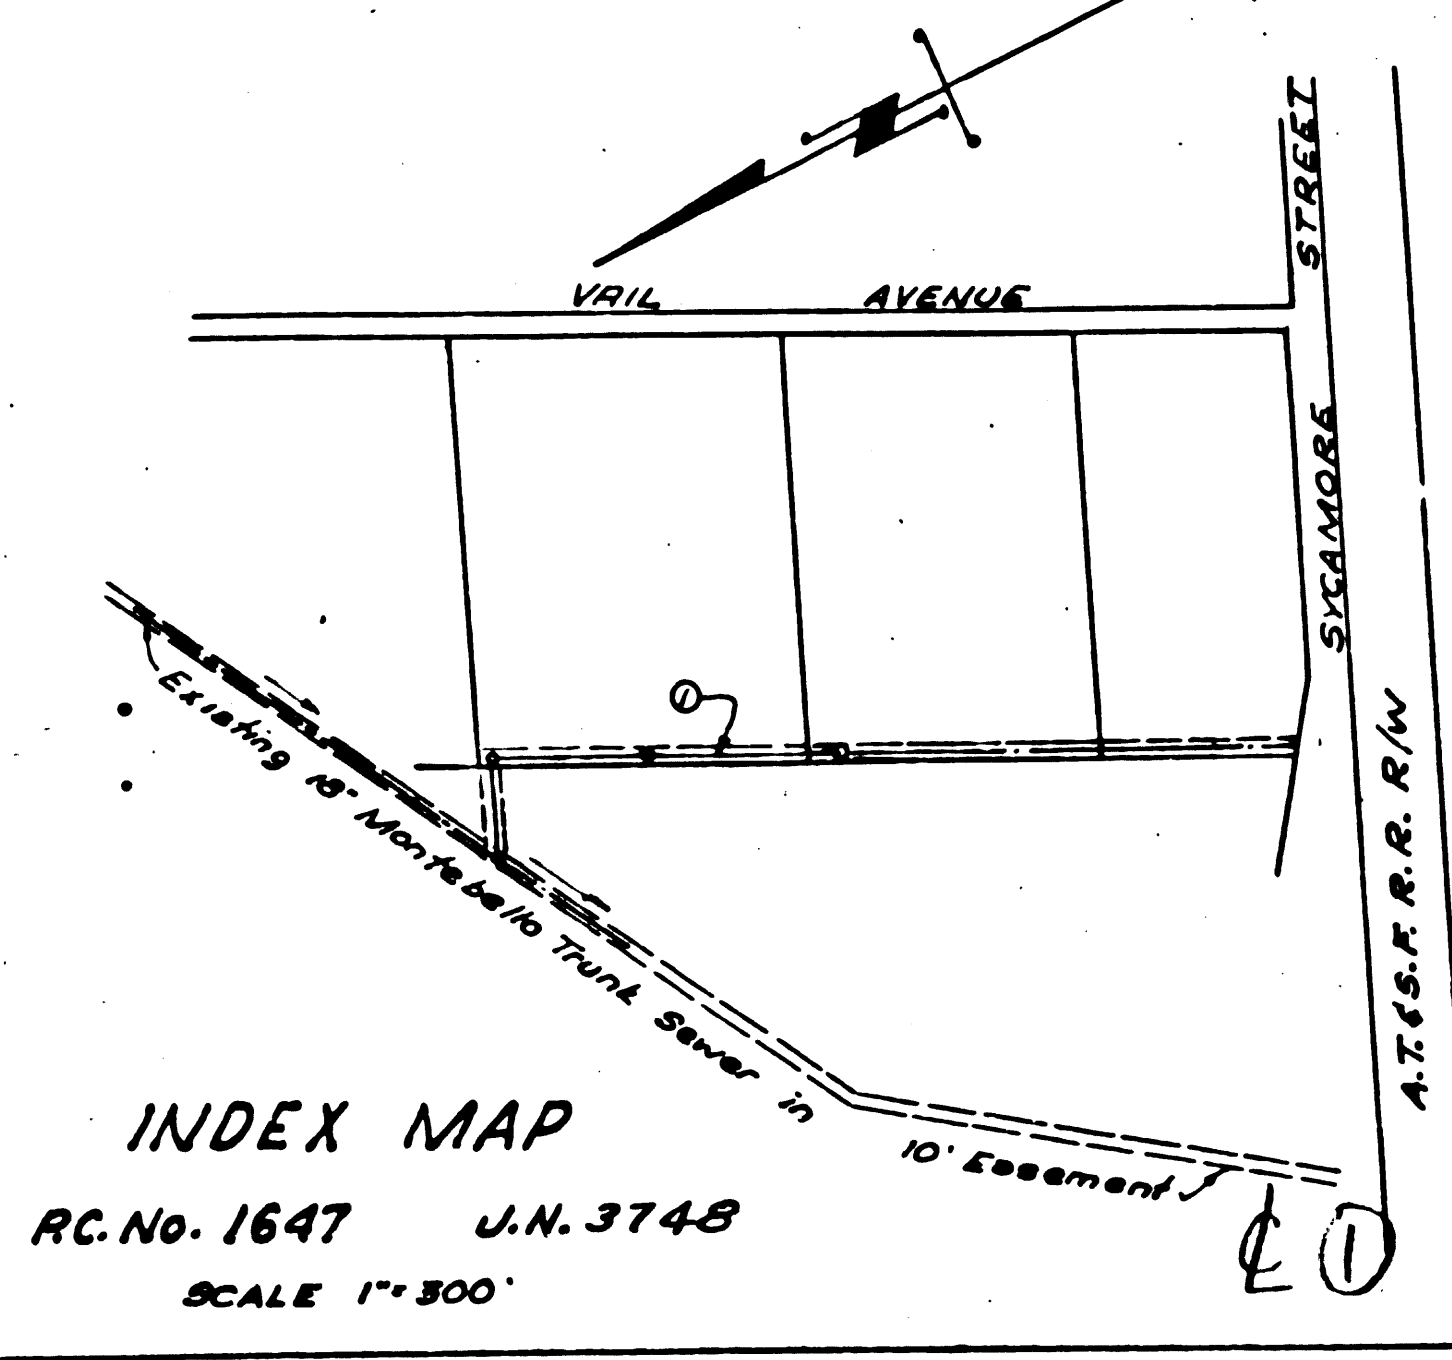 VAIL AVENUE
SYCAMORE STREET
1
Existing 18" Montebello Trunk Sewer in
10' Easement
A.T. & S.F. R.R. R/W
INDEX MAP
P.C. No. 1647 J.N. 3748
SCALE 1"= 300'
℄ 1